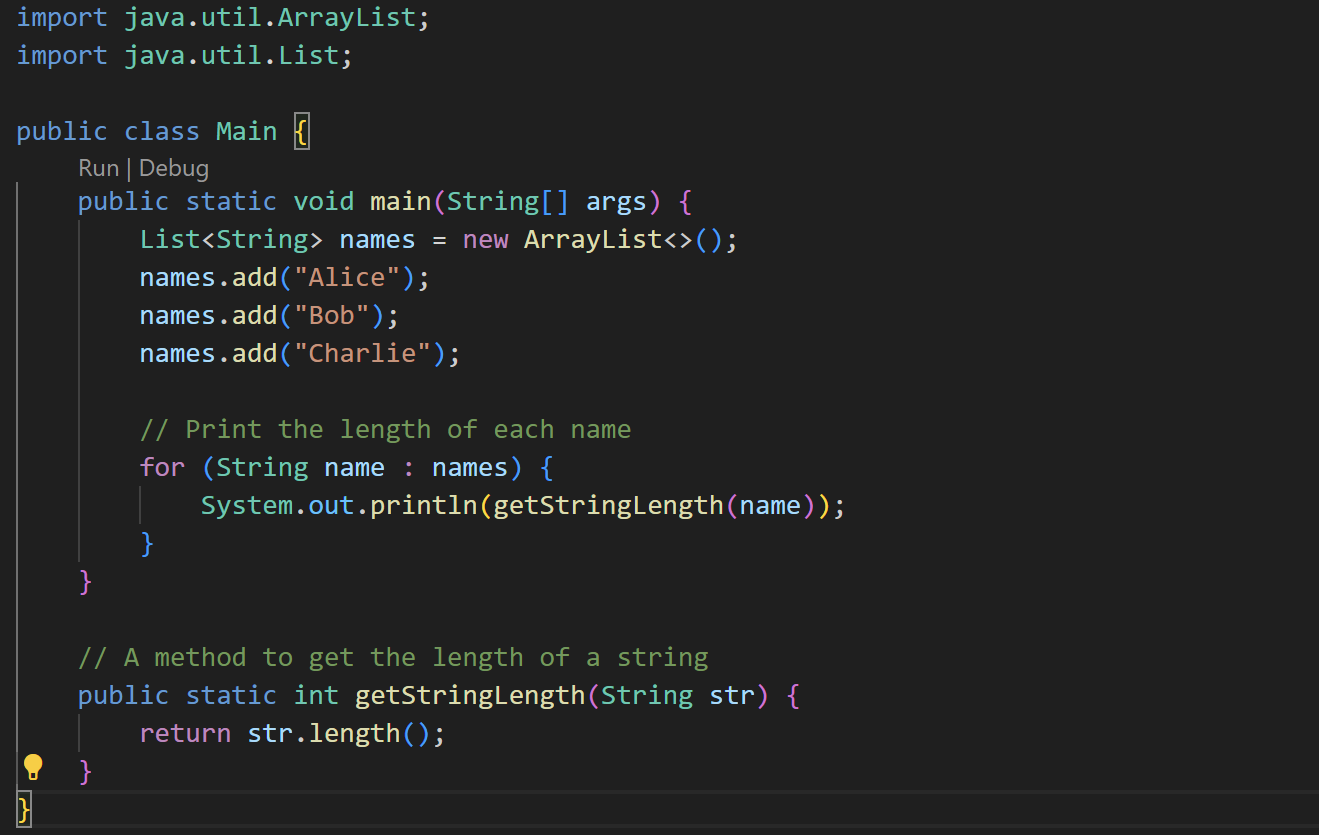 import java.util.ArrayList;
import java.util.List;

public class Main {
    Run | Debug
    public static void main(String[] args) {
        List<String> names = new ArrayList<>();
        names.add("Alice");
        names.add("Bob");
        names.add("Charlie");

        // Print the length of each name
        for (String name : names) {
            System.out.println(getStringLength(name));
        }
    }

    // A method to get the length of a string
    public static int getStringLength(String str) {
        return str.length();
    }
}